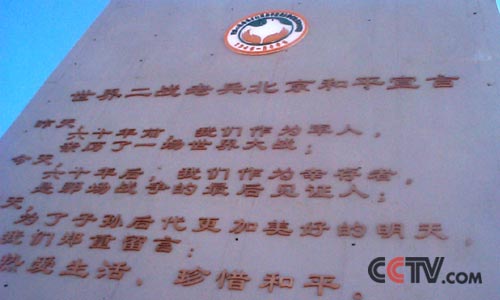 世界二战老兵北京和平宣言
昨天,
六十年前,我们作为军人,
亲历了一场世界大战;
今天,
六十年后,我们作为幸存者,
是那场战争的最后见证人;
天,
为了子孙后代更加美好的明天,
我们郑重留言:
热爱生活,珍惜和平。
CCTV.com